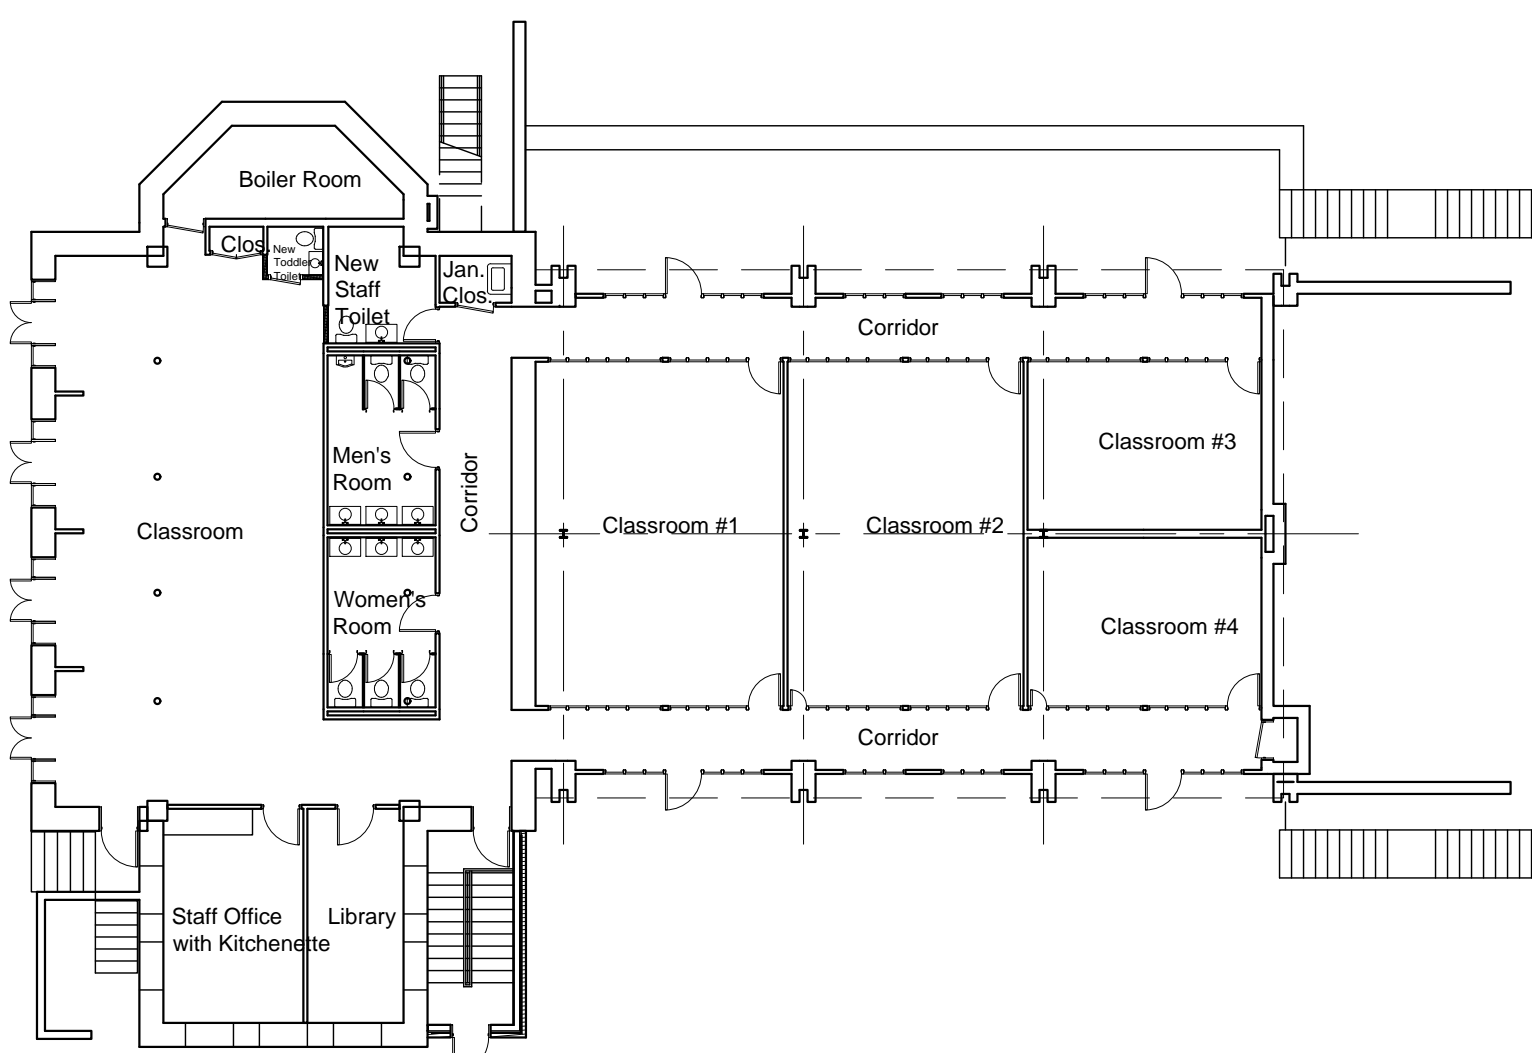 Boiler Room
Clos.
New
Toddler
Toilet
New
Staff
Toilet
Jan.
Clos.
Corridor
Men's
Room
Corridor
Classroom
Classroom #1
Classroom #2
Classroom #3
Women's
Room
Classroom #4
Corridor
Staff Office
with Kitchenette
Library